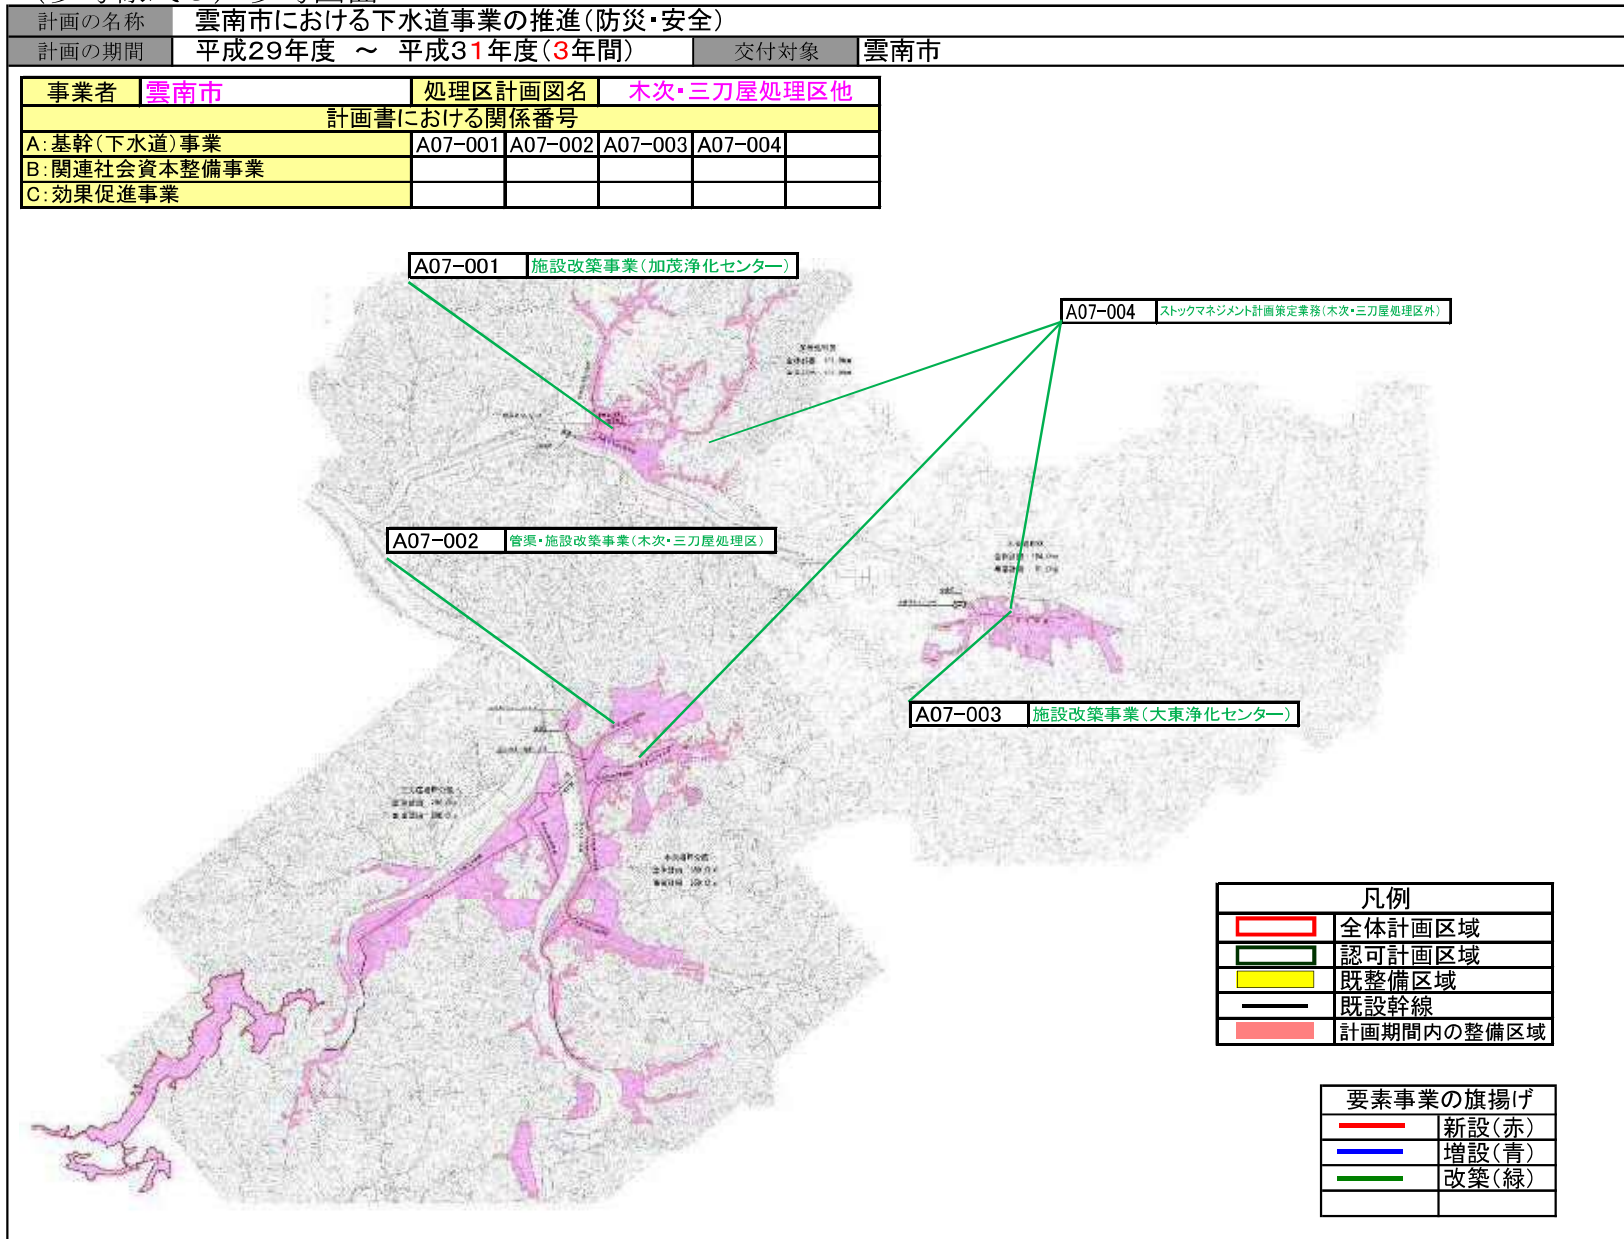 計画の名称 雲南市における下水道事業の推進(防災・安全)
計画の期間 平成29年度 ～ 平成31年度(3年間) 交付対象 雲南市
事業者 雲南市 処理区計画図名 木次・三刀屋処理区他
計画書における関係番号
A:基幹(下水道)事業 A07-001 A07-002 A07-003 A07-004
B:関連社会資本整備事業
C:効果促進事業
A07-001 施設改築事業(加茂浄化センター)
A07-004 ストックマネジメント計画策定業務(木次・三刀屋処理区外)
A07-002 管渠・施設改築事業(木次・三刀屋処理区)
A07-003 施設改築事業(大東浄化センター)
凡例
全体計画区域
認可計画区域
既整備区域
既設幹線
計画期間内の整備区域
要素事業の旗揚げ
新設(赤)
増設(青)
改築(緑)